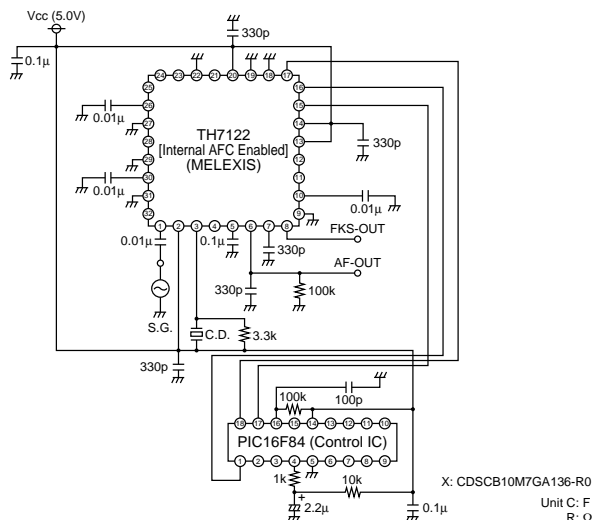 Vcc (5.0V)
0.1μ
330p
24 23 22 21 20 19 18 17
25 26 27 28 29 30 31 32
16 15 14 13 12 11 10 9
0.01μ
0.01μ
TH7122
[Internal AFC Enabled]
(MELEXIS)
330p
0.01μ
1 2 3 4 5 6 7 8
FKS-OUT
0.01μ
0.1μ
330p
AF-OUT
330p
100k
S.G.
C.D.
3.3k
330p
100k
100p
18 17 16 15 14 13 12 11 10
PIC16F84 (Control IC)
1 2 3 4 5 6 7 8 9
1k
10k
+
2.2μ
0.1μ
X: CDSCB10M7GA136-R0
Unit C: F
R: Ω